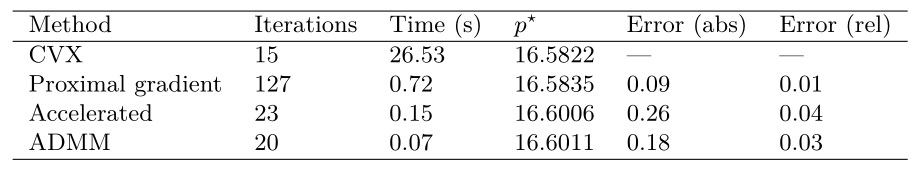 Method Iterations Time (s) p⋆ Error (abs) Error (rel)
CVX 15 26.53 16.5822 — —
Proximal gradient 127 0.72 16.5835 0.09 0.01
Accelerated 23 0.15 16.6006 0.26 0.04
ADMM 20 0.07 16.6011 0.18 0.03